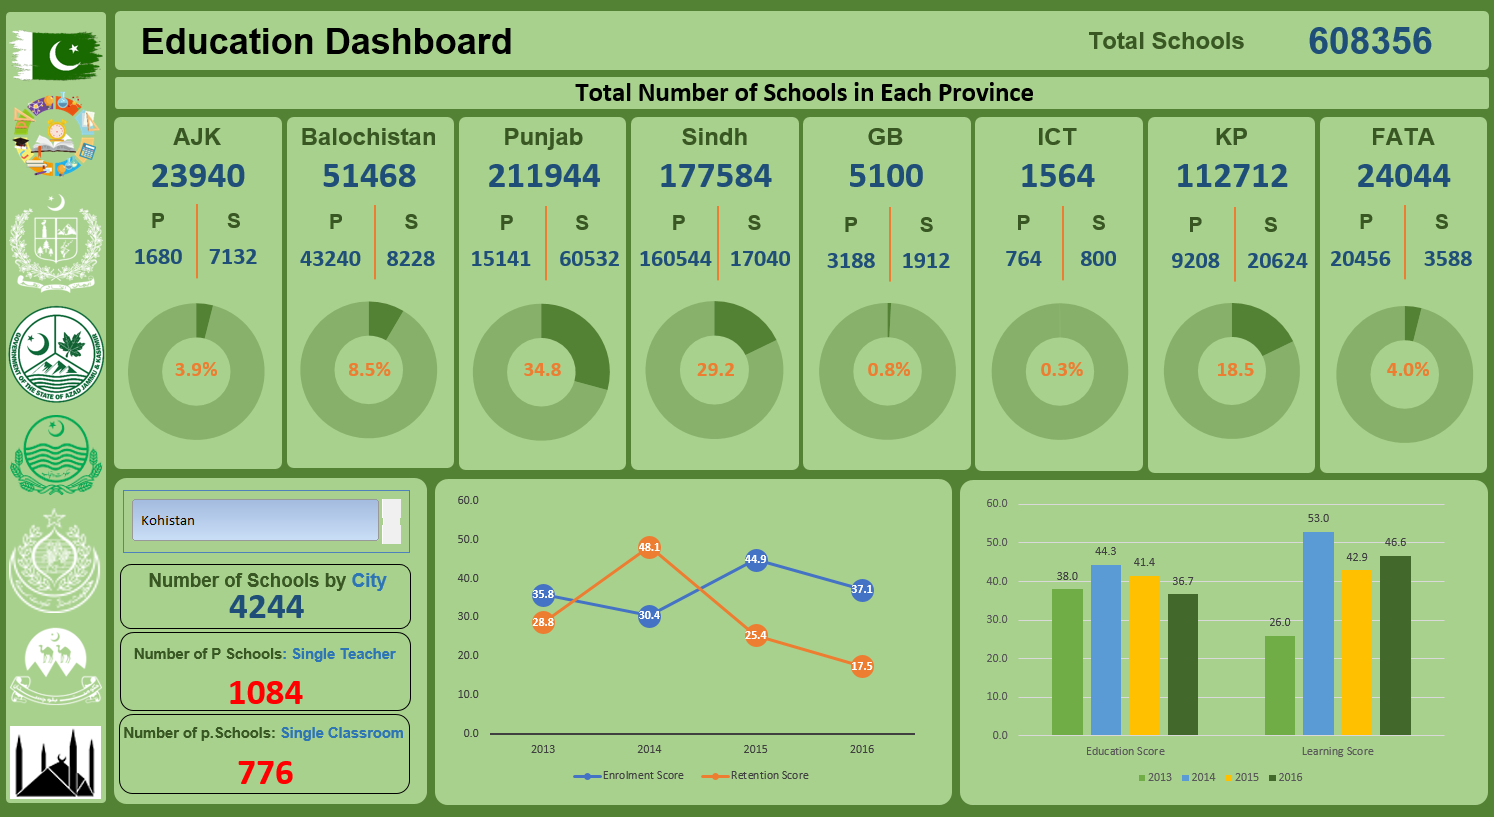 Education Dashboard
Total Schools 608356
Total Number of Schools in Each Province
AJK
23940
P S
1680 7132
3.9%
Balochistan
51468
P S
43240 8228
8.5%
Punjab
211944
P S
15141 60532
34.8
Sindh
177584
P S
160544 17040
29.2
GB
5100
P S
3188 1912
0.8%
ICT
1564
P S
764 800
0.3%
KP
112712
P S
9208 20624
18.5
FATA
24044
P S
20456 3588
4.0%
GOVERNMENT OF THE STATE OF AZAD JAMMU & KASHMIR
Kohistan
Number of Schools by City
4244
Number of P Schools: Single Teacher
1084
Number of p.Schools: Single Classroom
776
60.0
50.0
40.0
30.0
20.0
10.0
0.0
35.8 30.4 44.9 37.1
28.8 48.1 25.4 17.5
2013 2014 2015 2016
Enrolment Score Retention Score
60.0
50.0
40.0
30.0
20.0
10.0
0.0
38.0 44.3 41.4 36.7
26.0 53.0 42.9 46.6
Education Score Learning Score
2013 2014 2015 2016